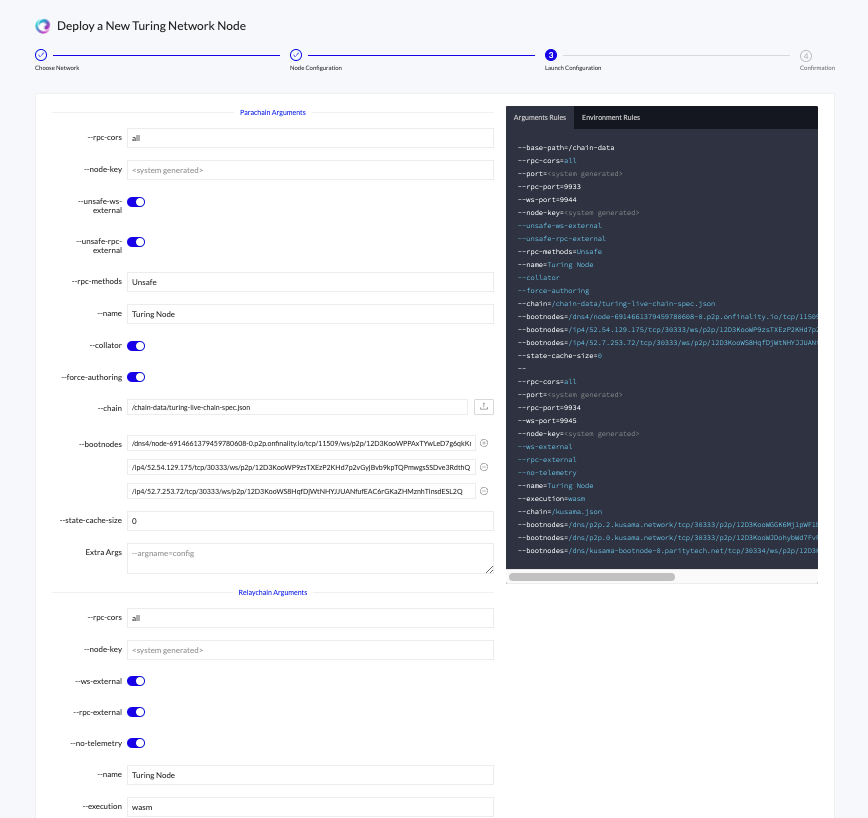 Deploy a New Turing Network Node
Choose Network
Node Configuration
3
Launch Configuration
4
Confirmation
Parachain Arguments
--rpc-cors
all
--node-key
<system generated>
--unsafe-ws-
external
--unsafe-rpc-
external
--rpc-methods
Unsafe
--name
Turing Node
--collator
--force-authoring
--chain
/chain-data/turing-live-chain-spec.json
--bootnodes
/dns4/node-6914661379459780608-0.p2p.onfinality.io/tcp/11509/ws/p2p/12D3KooWPPAxTYwLeD7g6qkK
/ip4/52.54.129.175/tcp/30333/ws/p2p/12D3KooWP9zsTXEzP2KHd7p2vGyjBvb9kpTQPmwgsSSDve3RdthQ
/ip4/52.7.253.72/tcp/30333/ws/p2p/12D3KooWS8HqfDjWtNHYJJUANfufEAC6rGKaZHMznhTinsdESL2Q
--state-cache-size
0
Extra Args
--argname=config
Relaychain Arguments
--rpc-cors
all
--node-key
<system generated>
--ws-external
--rpc-external
--no-telemetry
--name
Turing Node
--execution
wasm
Arguments Rules
Environment Rules
--base-path=/chain-data
--rpc-cors=all
--port=<system generated>
--rpc-port=9933
--ws-port=9944
--node-key=<system generated>
--unsafe-ws-external
--unsafe-rpc-external
--rpc-methods=Unsafe
--name=Turing Node
--collator
--force-authoring
--chain=/chain-data/turing-live-chain-spec.json
--bootnodes=/dns4/node-6914661379459780608-0.p2p.onfinality.io/tcp/11509
--bootnodes=/ip4/52.54.129.175/tcp/30333/ws/p2p/12D3KooWP9zsTXEzP2KHd7p2
--bootnodes=/ip4/52.7.253.72/tcp/30333/ws/p2p/12D3KooWS8HqfDjWtNHYJJUAN
--state-cache-size=0
--
--rpc-cors=all
--port=<system generated>
--rpc-port=9934
--ws-port=9945
--node-key=<system generated>
--ws-external
--rpc-external
--no-telemetry
--name=Turing Node
--execution=wasm
--chain=/kusama.json
--bootnodes=/dns/p2p.2.kusama.network/tcp/30333/p2p/12D3KooWGGK6Mj1pWF1
--bootnodes=/dns/p2p.0.kusama.network/tcp/30333/p2p/12D3KooWJDohybWd7Fv
--bootnodes=/dns/kusama-bootnode-0.paritytech.net/tcp/30334/ws/p2p/12D3